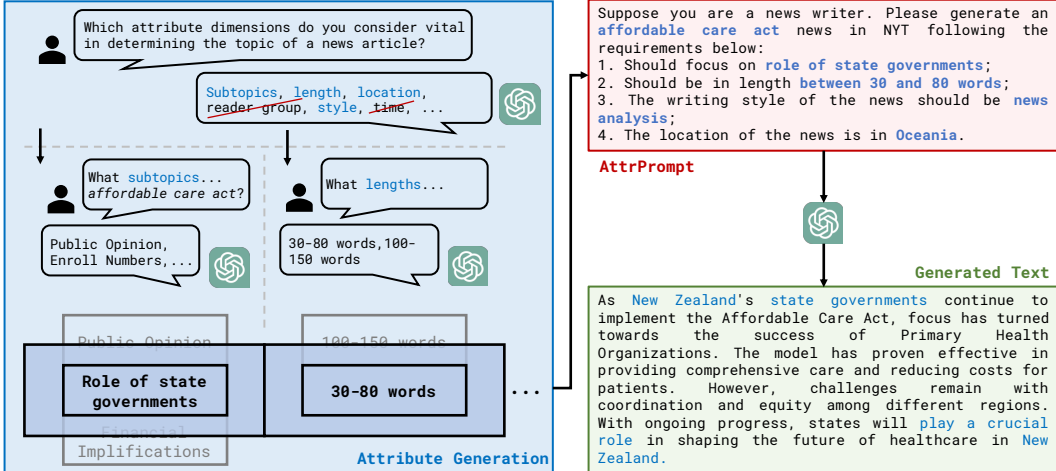 Which attribute dimensions do you consider vital
in determining the topic of a news article?
Subtopics, length, location,
reader group, style, time, ...
What subtopics...
affordable care act?
What lengths...
Public Opinion,
Enroll Numbers,...
30-80 words,100-
150 words
Public Opinion
100-150 words
Role of state
governments
30-80 words
...
Financial
Implifications
Attribute Generation
Suppose you are a news writer. Please generate an
affordable care act news in NYT following the
requirements below:
1. Should focus on role of state governments;
2. Should be in length between 30 and 80 words;
3. The writing style of the news should be news
analysis;
4. The location of the news is in Oceania.
AttrPrompt
Generated Text
As New Zealand's state governments continue to
implement the Affordable Care Act, focus has turned
towards the success of Primary Health
Organizations. The model has proven effective in
providing comprehensive care and reducing costs for
patients. However, challenges remain with
coordination and equity among different regions.
With ongoing progress, states will play a crucial
role in shaping the future of healthcare in New
Zealand.